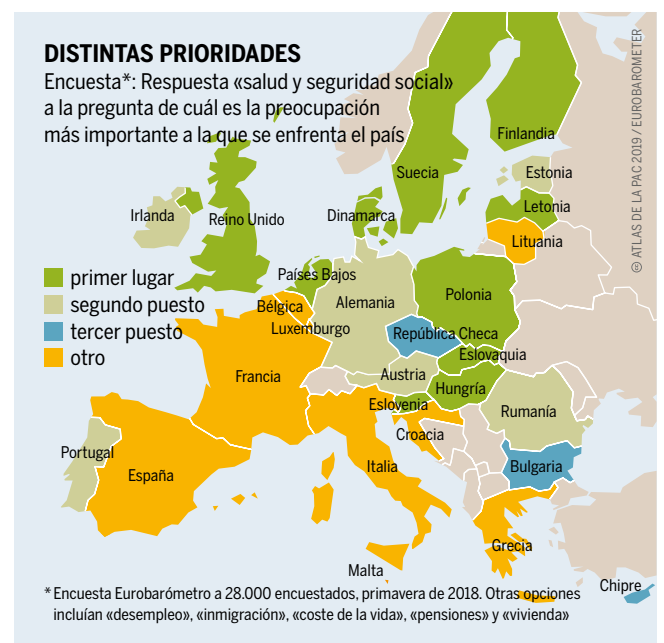 DISTINTAS PRIORIDADES
Encuesta*: Respuesta «salud y seguridad social»
a la pregunta de cuál es la preocupación
más importante a la que se enfrenta el país
© ATLAS DE LA PAC 2019 / EUROBAROMETER
Finlandia
Suecia
Estonia
Letonia
Irlanda
Reino Unido
Dinamarca
Lituania
primer lugar
segundo puesto
tercer puesto
otro
Países Bajos
Polonia
Bélgica
Alemania
Luxemburgo
República Checa
Eslovaquia
Francia
Austria
Hungría
Eslovenia
Rumanía
Croacia
Portugal
España
Italia
Bulgaria
Grecia
Malta
Chipre
* Encuesta Eurobarómetro a 28.000 encuestados, primavera de 2018. Otras opciones
incluían «desempleo», «inmigración», «coste de la vida», «pensiones» y «vivienda»